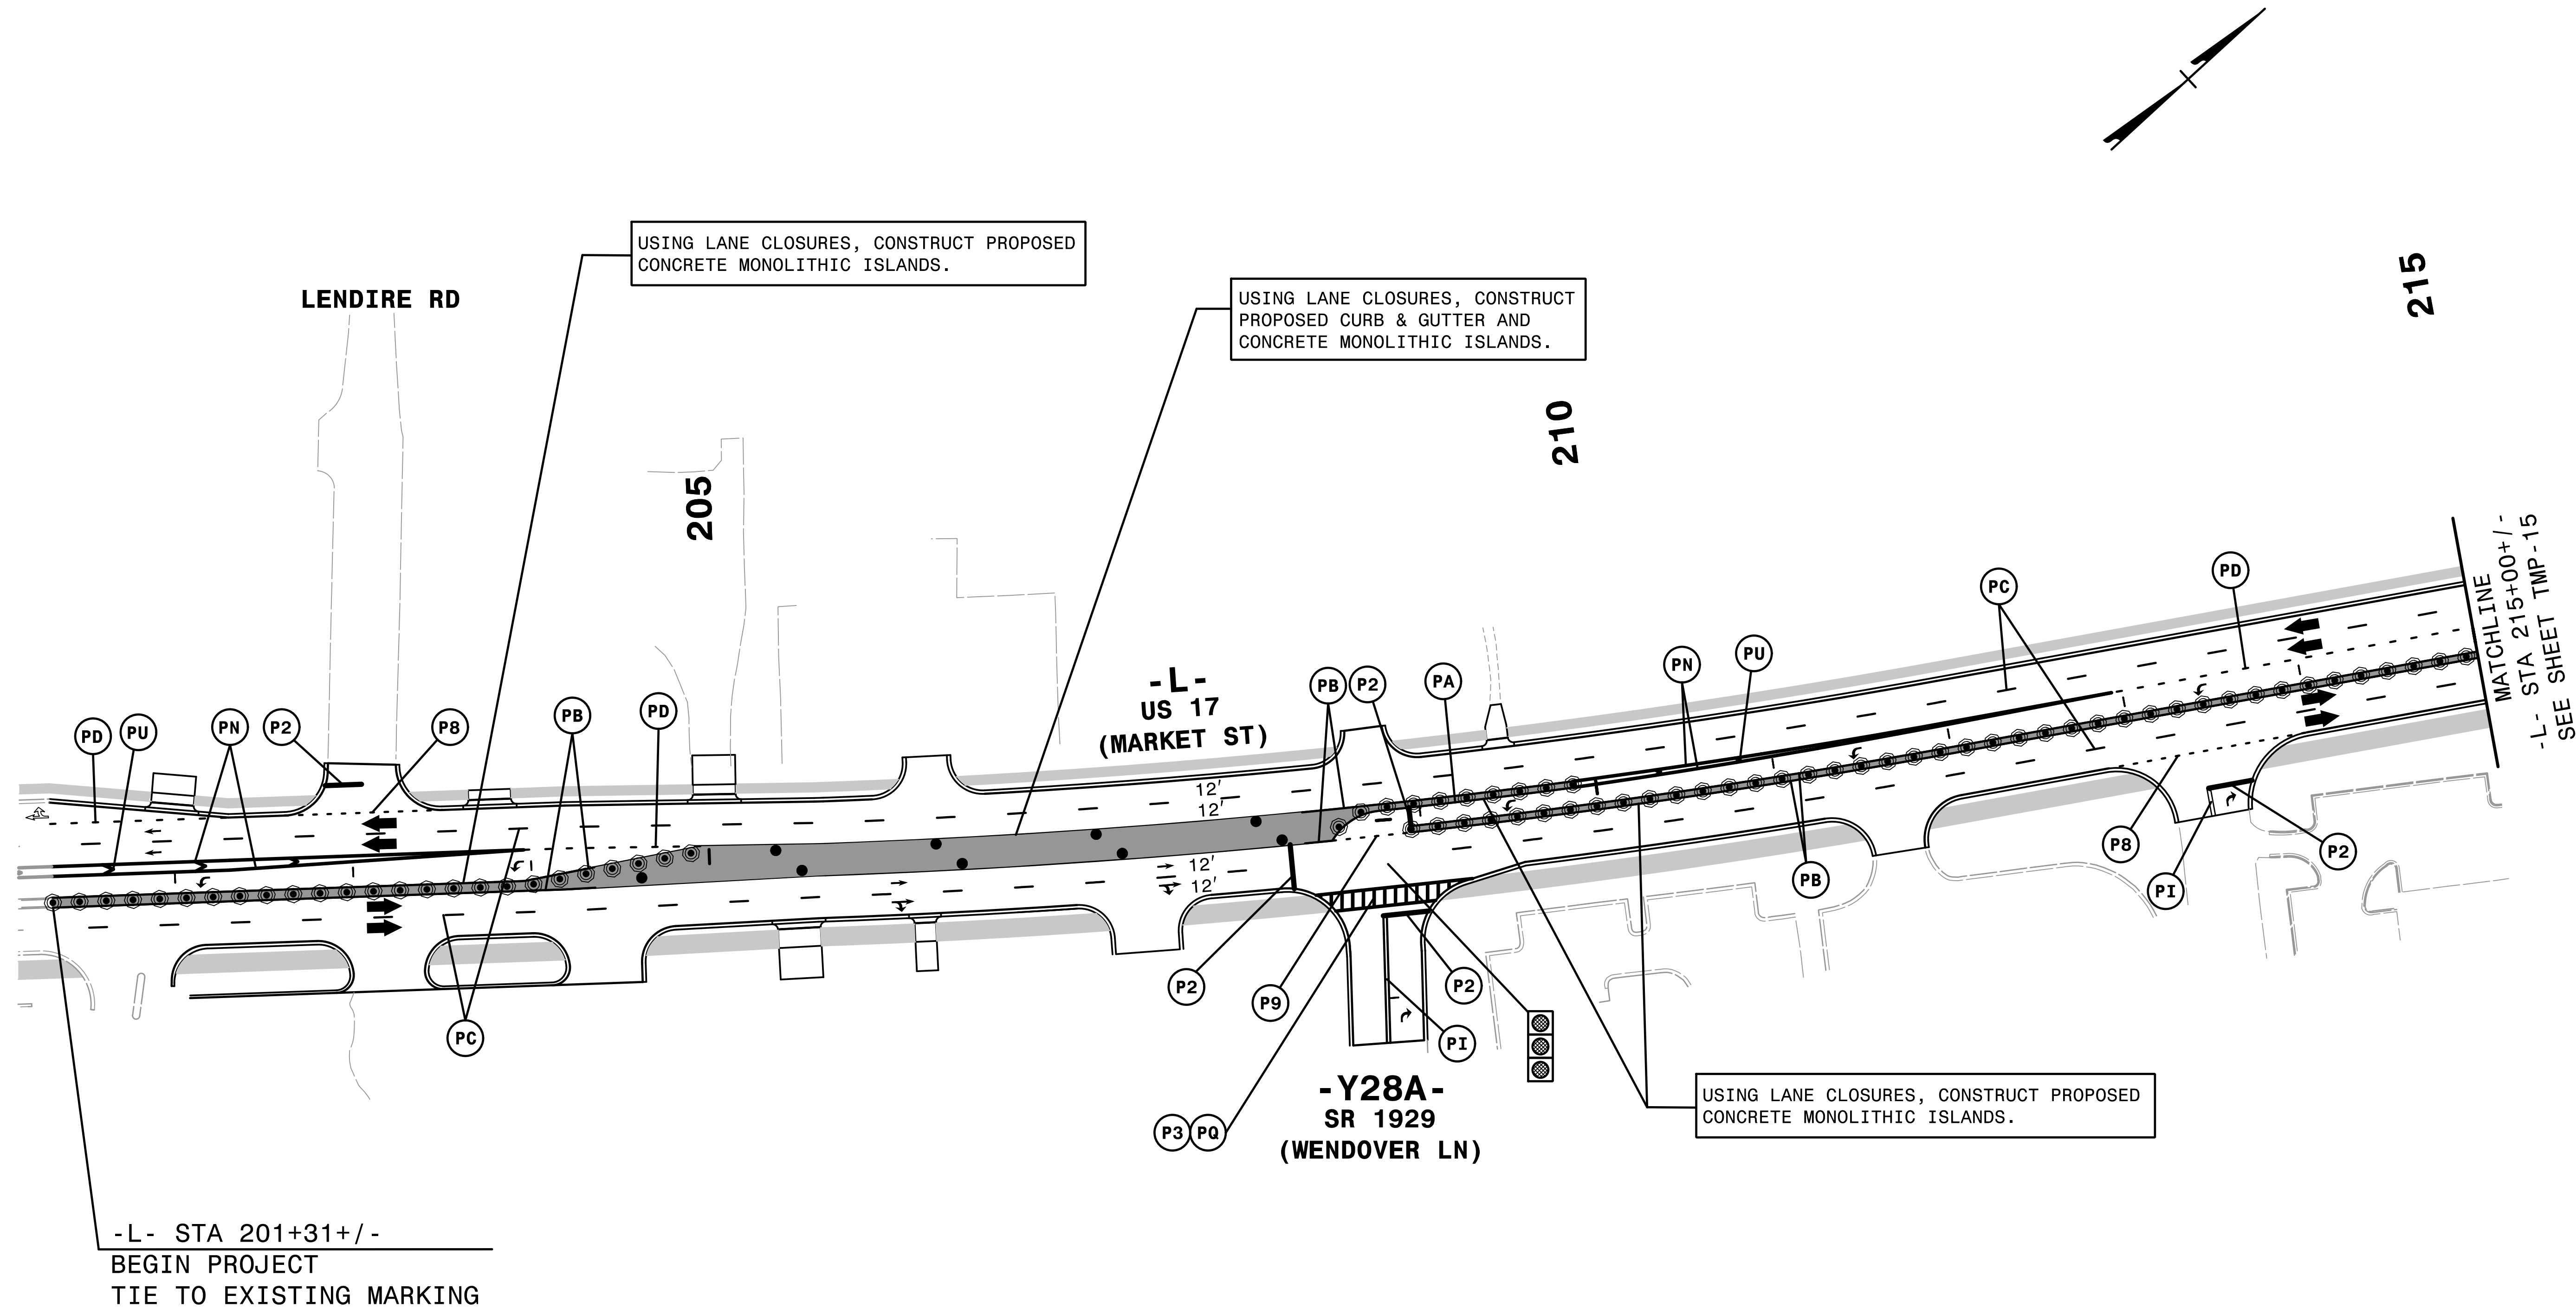 USING LANE CLOSURES, CONSTRUCT PROPOSED
CONCRETE MONOLITHIC ISLANDS.
LENDIRE RD
USING LANE CLOSURES, CONSTRUCT
PROPOSED CURB & GUTTER AND
CONCRETE MONOLITHIC ISLANDS.
205
210
215
MATCHLINE
-L- STA 215+00+/-
SEE SHEET TMP-15
-L-
US 17
(MARKET ST)
PD
PU
PN
P2
P8
PB
PD
PB
P2
PA
PN
PU
PC
PD
12'
12'
12'
12'
PC
P2
P9
P2
PI
P3
PQ
PB
P8
PI
P2
-Y28A-
SR 1929
(WENDOVER LN)
USING LANE CLOSURES, CONSTRUCT PROPOSED
CONCRETE MONOLITHIC ISLANDS.
-L- STA 201+31+/-
BEGIN PROJECT
TIE TO EXISTING MARKING